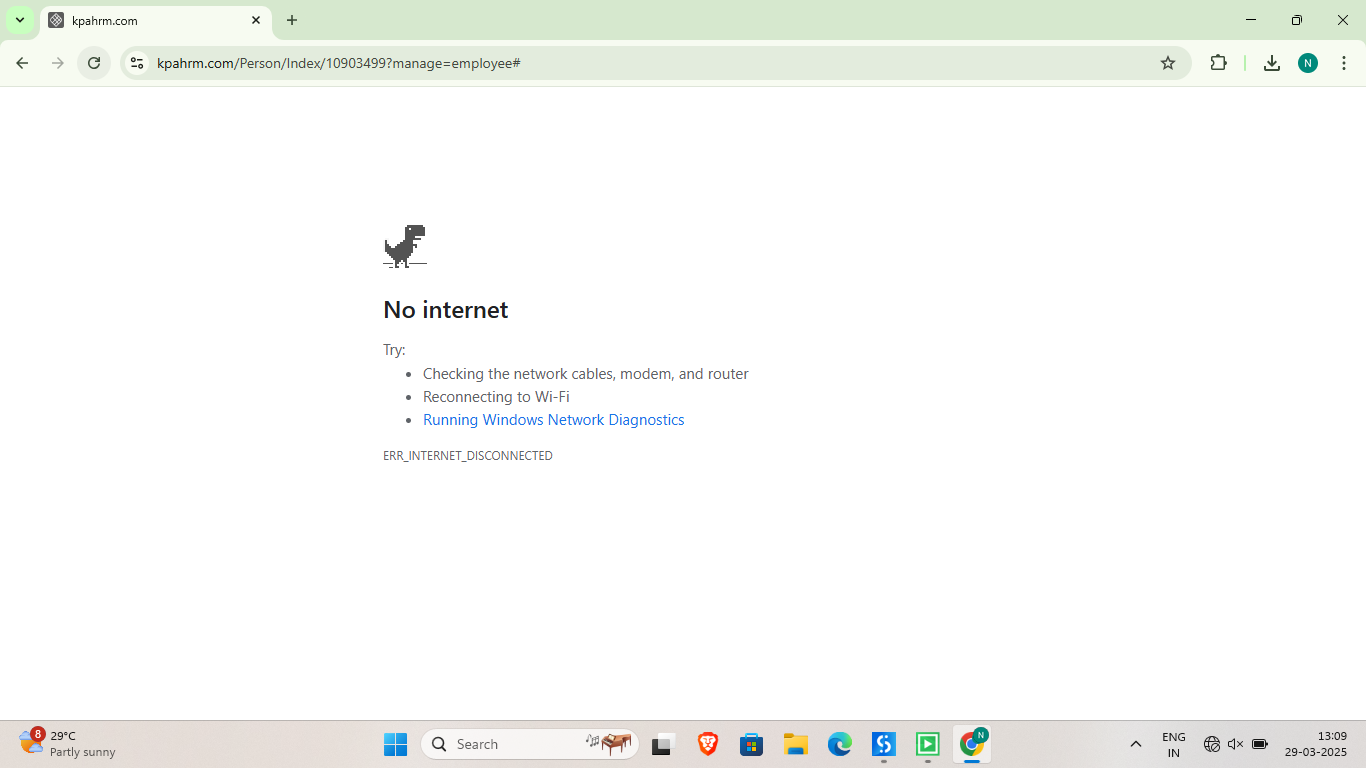 kpahrm.com
kpahrm.com/Person/Index/10903499?manage=employee#
N
No internet
Try:
Checking the network cables, modem, and router
Reconnecting to Wi-Fi
Running Windows Network Diagnostics
ERR_INTERNET_DISCONNECTED
8
29°C
Partly sunny
Search
N
ENG
IN
13:09
29-03-2025